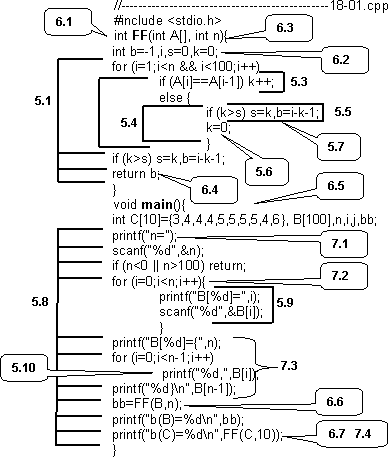 //------------------------------------------------------18-01.cpp
6.1
#include <stdio.h>
6.3
int FF(int A[], int n){
int b=-1,i,s=0,k=0;
6.2
for (i=1;i<n && i<100;i++)
5.1
if (A[i]==A[i-1]) k++;
5.3
else {
if (k>s) s=k,b=i-k-1;
5.5
5.4
k=0;
5.7
}
5.6
if (k>s) s=k,b=i-k-1;
return b;
6.4
}
6.5
void main(){
int C[10]={3,4,4,4,5,5,5,5,4,6}, B[100],n,i,j,bb;
printf("n=");
7.1
scanf("%d",&n);
if (n<0 || n>100) return;
for (i=0;i<n;i++){
7.2
5.8
printf("B[%d]=",i);
5.9
scanf("%d",&B[i]);
}
printf("B[%d]={",n);
for (i=0;i<n-1;i++)
7.3
5.10
printf("%d,",B[i]);
printf("%d}\n",B[n-1]);
bb=FF(B,n);
6.6
printf("b(B)=%d\n",bb);
printf("b(C)=%d\n",FF(C,10));
6.7 7.4
}